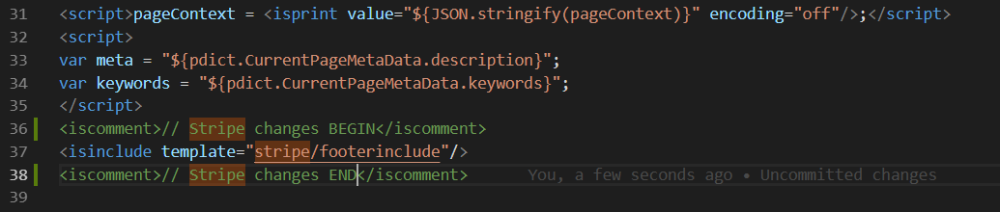 31 <script>pageContext = <isprint value="${JSON.stringify(pageContext)}" encoding="off"/>;</script>
32 <script>
33 var meta = "${pdict.CurrentPageMetaData.description}";
34 var keywords = "${pdict.CurrentPageMetaData.keywords}";
35 </script>
36 <iscomment>// Stripe changes BEGIN</iscomment>
37 <isinclude template="stripe/footerinclude"/>
38 <iscomment>// Stripe changes END</iscomment> You, a few seconds ago • Uncommitted changes
39